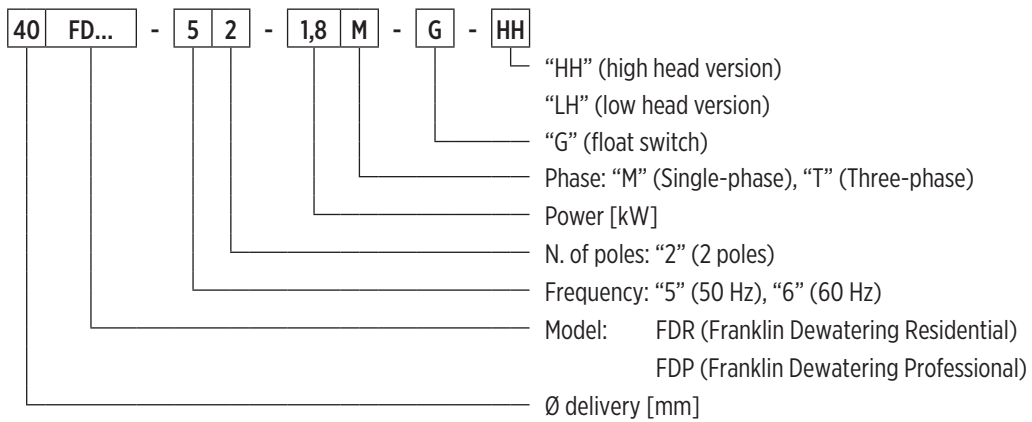 40 FD... - 5 2 - 1,8 M - G - HH
“HH” (high head version)
“LH” (low head version)
“G” (float switch)
Phase: “M” (Single-phase), “T” (Three-phase)
Power [kW]
N. of poles: “2” (2 poles)
Frequency: “5” (50 Hz), “6” (60 Hz)
Model: FDR (Franklin Dewatering Residential)
FDP (Franklin Dewatering Professional)
Ø delivery [mm]